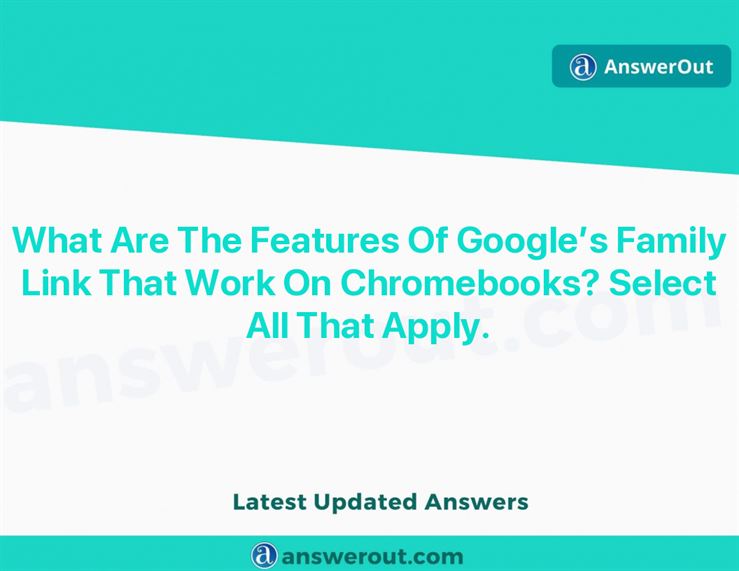 AnswerOut
What Are The Features Of Google’s Family
Link That Work On Chromebooks? Select
All That Apply.
answerout.com
Latest Updated Answers
answerout.com